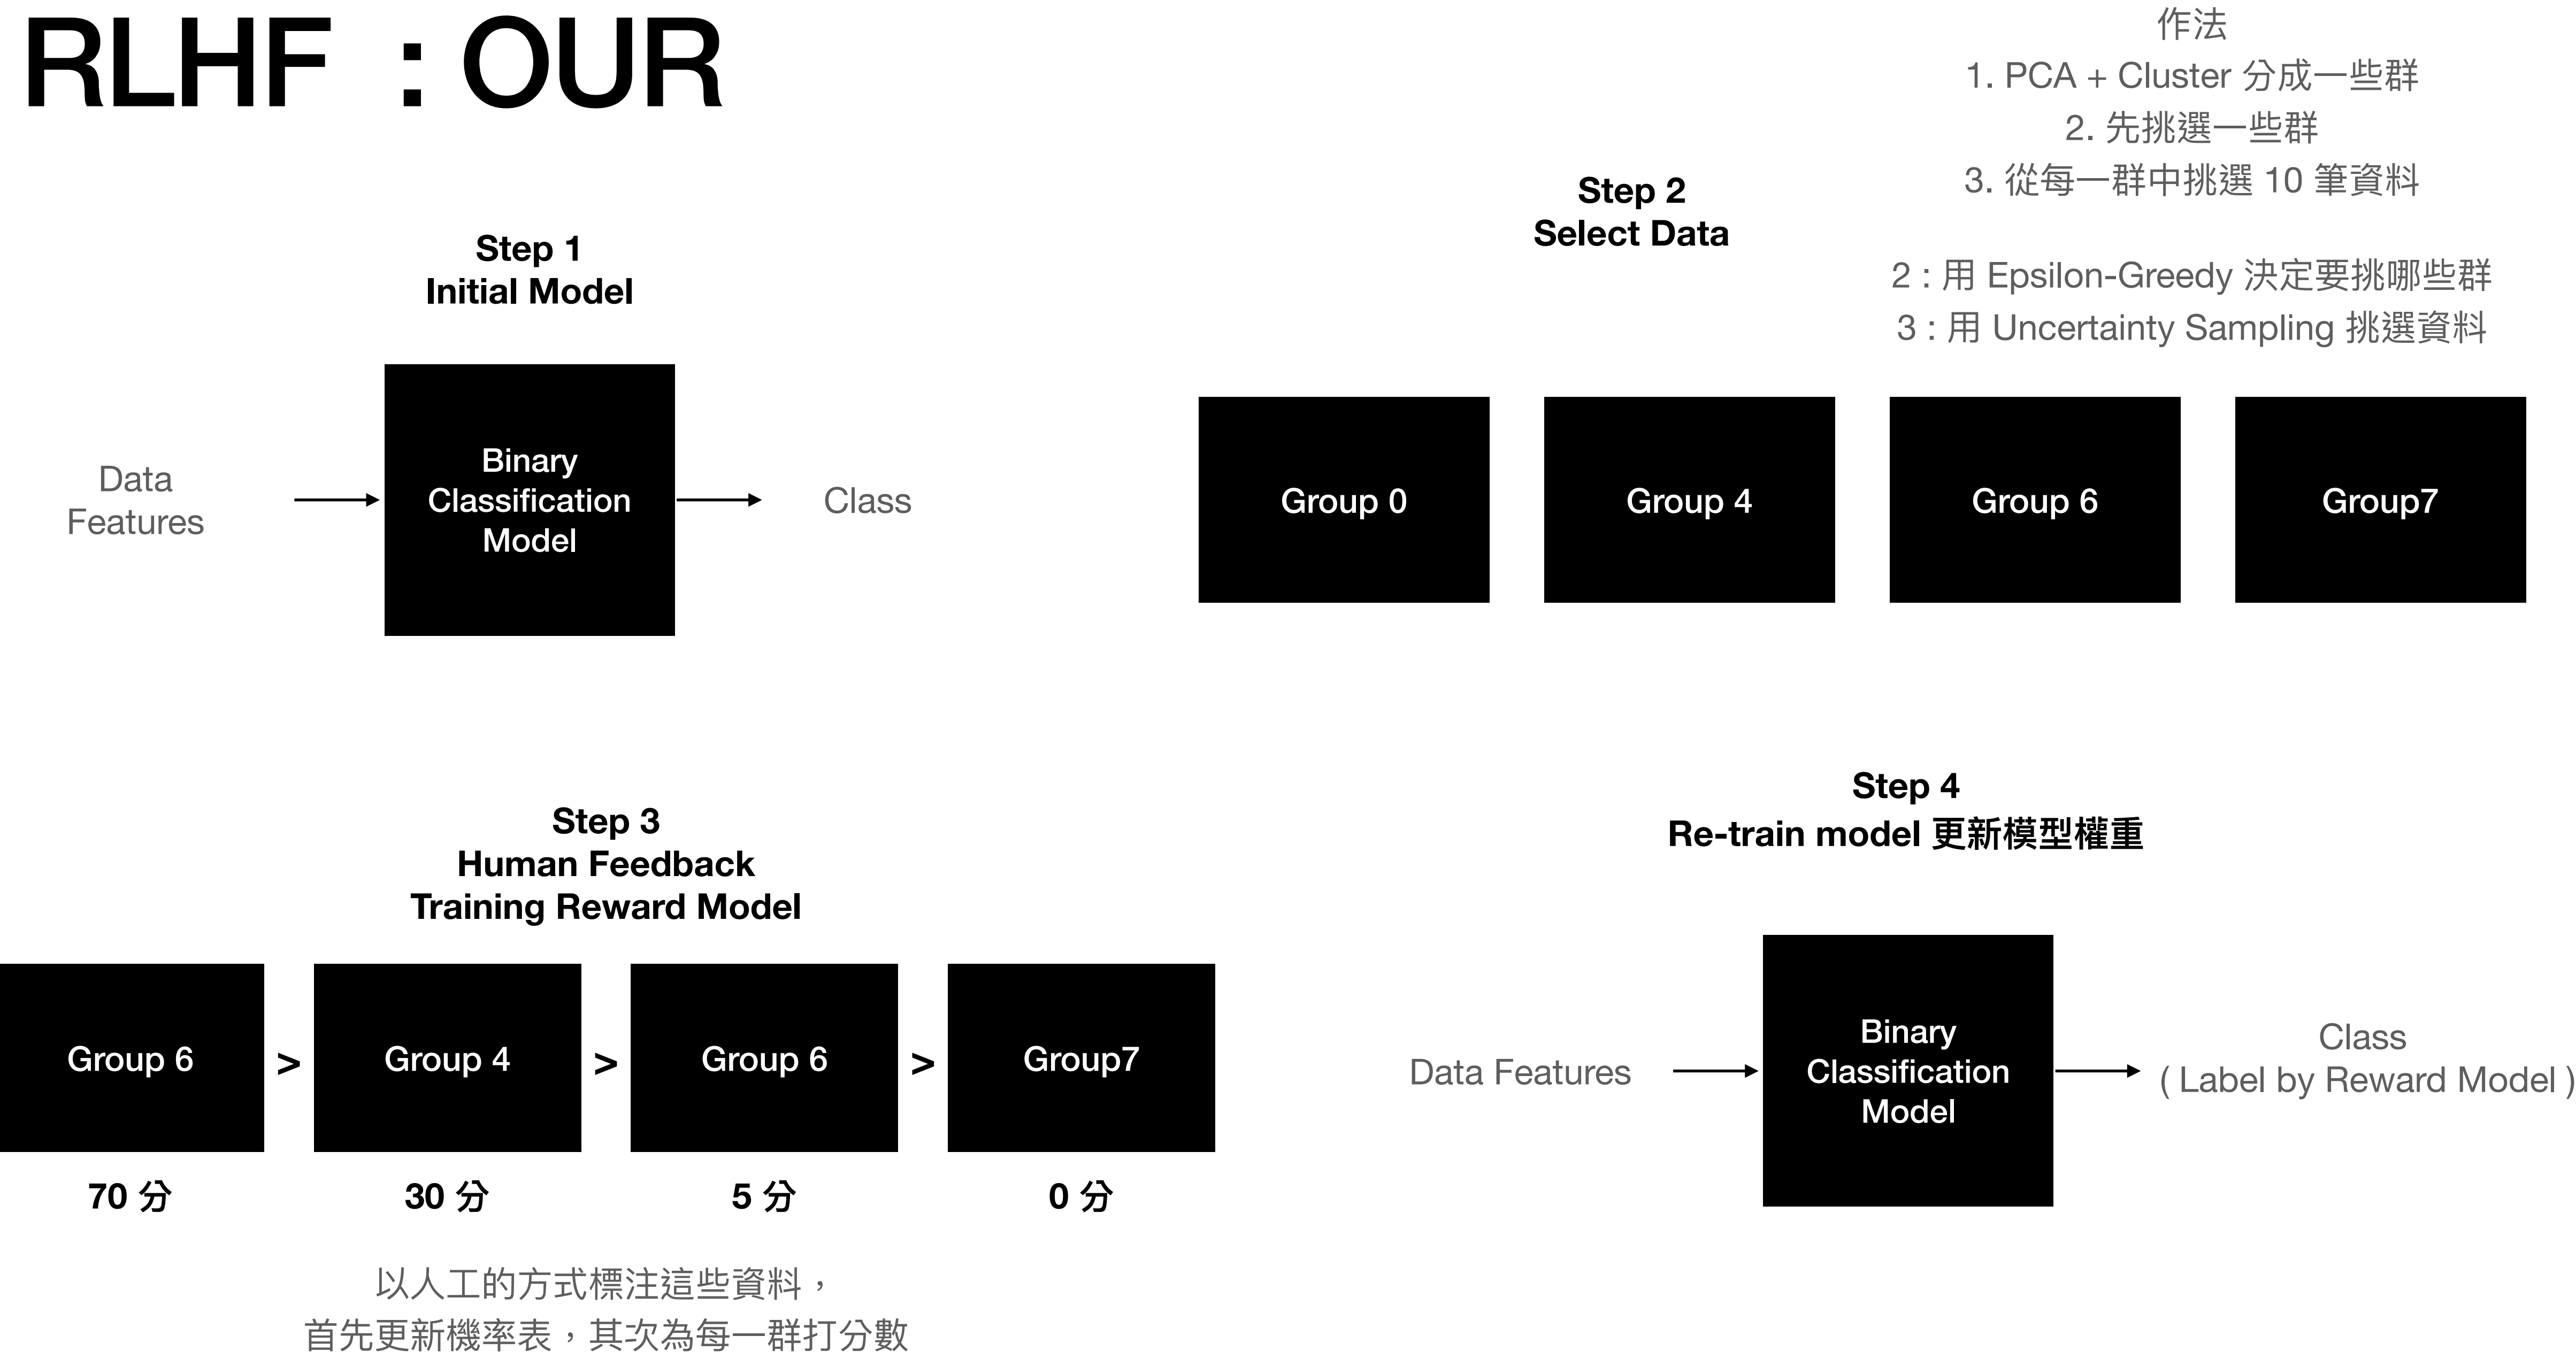 RLHF : OUR
Step 1
Initial Model
Data
Features
Binary
Classification
Model
Class
Step 2
Select Data
作法
1. PCA + Cluster 分成一些群
2. 先挑選一些群
3. 從每一群中挑選 10 筆資料
2 : 用 Epsilon-Greedy 決定要挑哪些群
3 : 用 Uncertainty Sampling 挑選資料
Group 0
Group 4
Group 6
Group7
Step 3
Human Feedback
Training Reward Model
Group 6 > Group 4 > Group 6 > Group7
70 分 30 分 5 分 0 分
以人工的方式標注這些資料，
首先更新機率表，其次為每一群打分數
Step 4
Re-train model 更新模型權重
Data Features
Binary
Classification
Model
Class
( Label by Reward Model )